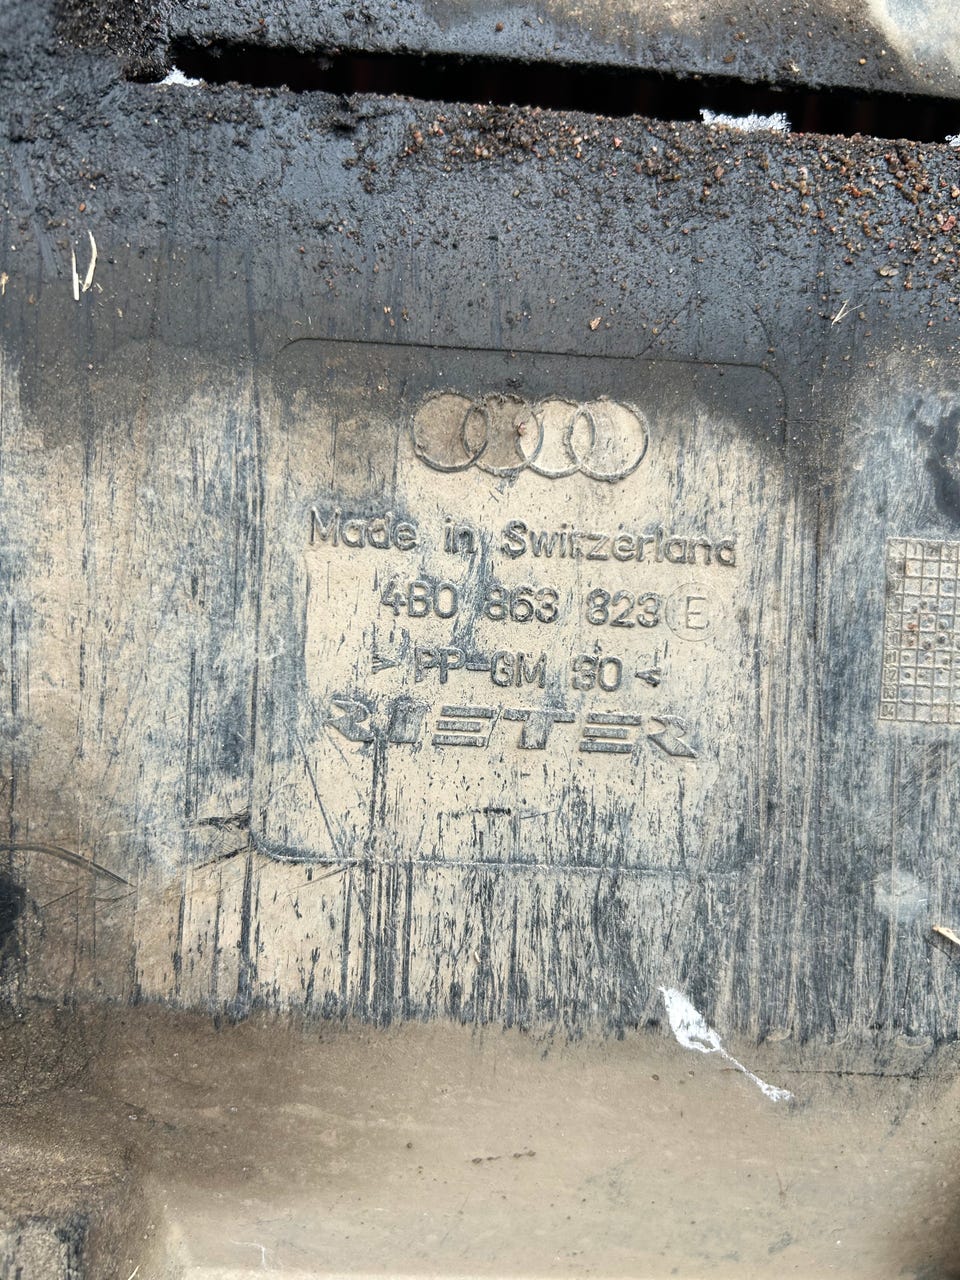 Made in Switzerland
4B0 863 823 E
>PP-GM 30<
RIETER